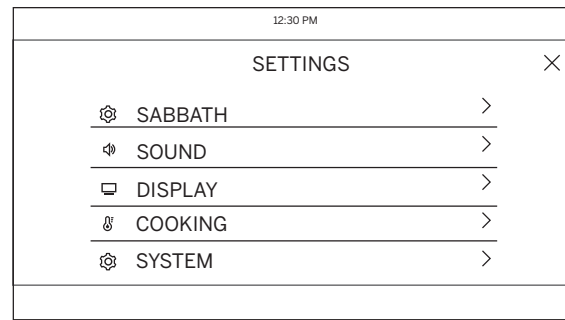 12:30 PM
SETTINGS
SABBATH
SOUND
DISPLAY
COOKING
SYSTEM